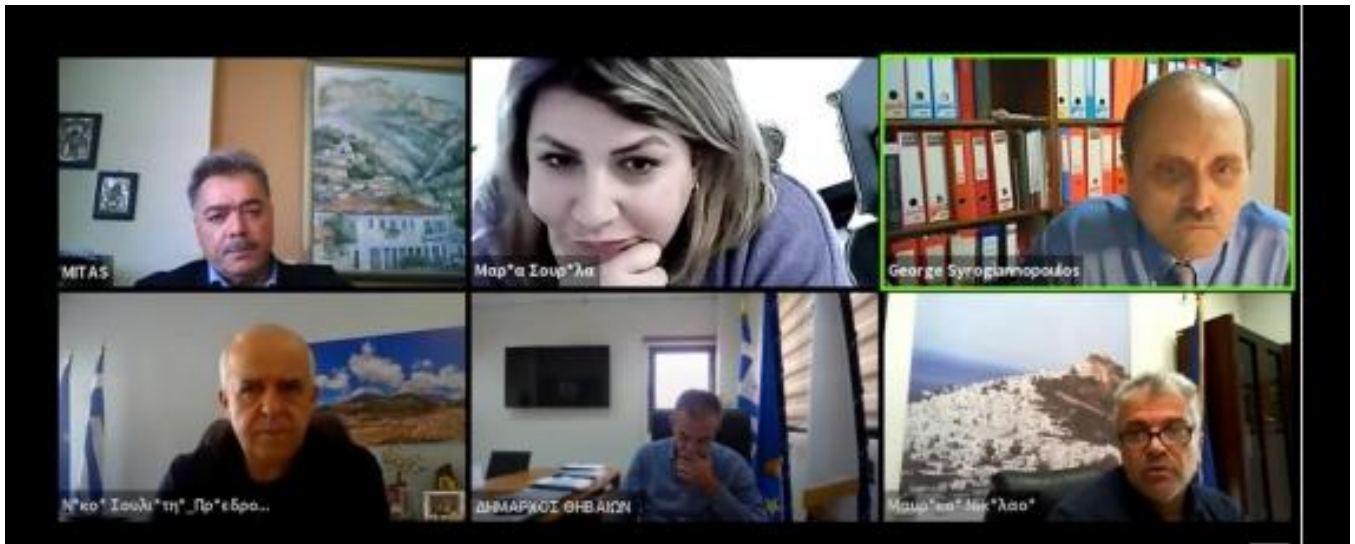 MITAS
Μαρ*α Σουρ*λα
George Syrogiannopoulos
Ν*κο* Σουλι*τη*_Πρ*εδρο...
ΔΗΜΑΡΧΟΣ ΘΗΒΑΙΩΝ
Μαυρ*κο* Νικ*λαο*